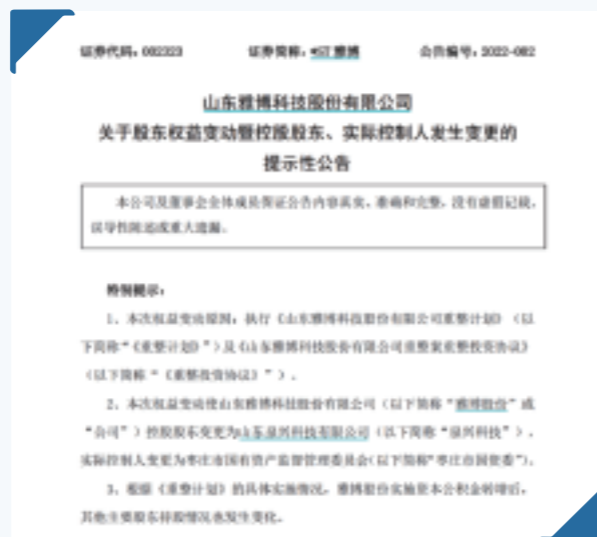 证券代码：002323 证券简称：*ST雅博 公告编号：2022-002
山东雅博科技股份有限公司
关于股东权益变动暨控股股东、实际控制人发生变更的
提示性公告
本公司及董事会全体成员保证公告内容真实、准确和完整，没有虚假记载、
误导性陈述或重大遗漏。
特别提示：
1、本次权益变动原因：执行《山东雅博科技股份有限公司重整计划》（以
下简称“《重整计划》”）及《山东雅博科技股份有限公司重整案重整投资协议》
（以下简称“《重整投资协议》”）。
2、本次权益变动使山东雅博科技股份有限公司（以下简称“雅博股份”或
“公司”）控股股东变更为山东泉兴科技有限公司（以下简称“泉兴科技”），
实际控制人变更为枣庄市国有资产监督管理委员会（以下简称“枣庄市国资委”）。
3、根据《重整计划》的具体实施情况，雅博股份实施资本公积金转增后，
其他主要股东持股情况也发生变化。